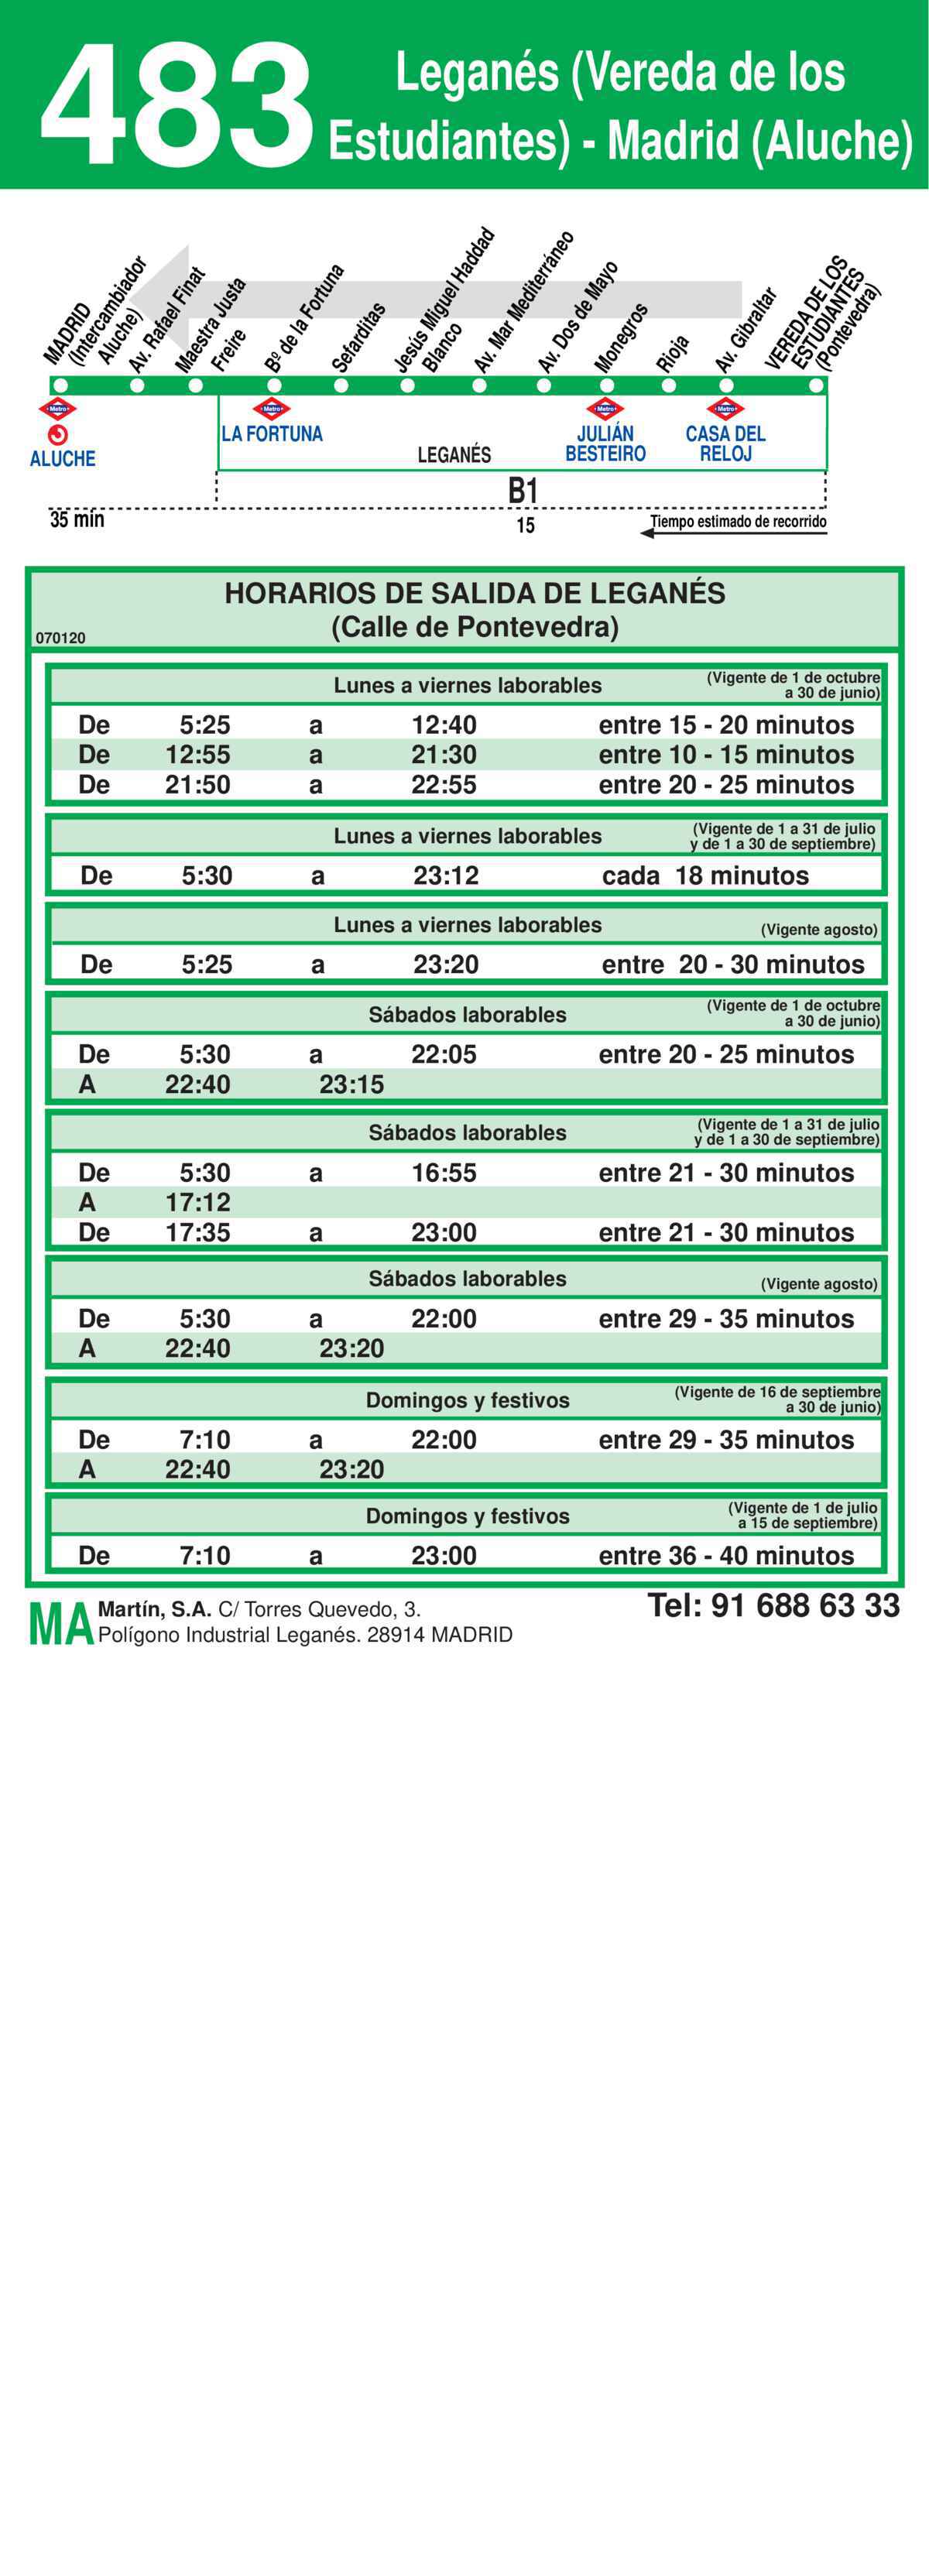 483
Leganés (Vereda de los
Estudiantes) - Madrid (Aluche)
MADRID
(Intercambiador
Aluche)
Av. Rafael Finat
Maestra Justa
Freire
Bº de la Fortuna
Sefarditas
Jesús Miguel Haddad
Blanco
Av. Mar Mediterráneo
Av. Dos de Mayo
Monegros
Rioja
Av. Gibraltar
VEREDA DE LOS
ESTUDIANTES
(Pontevedra)
Metro
Metro
Metro
Metro
ALUCHE
LA FORTUNA
LEGANÉS
JULIÁN
BESTEIRO
CASA DEL
RELOJ
B1
35 min
15
Tiempo estimado de recorrido
HORARIOS DE SALIDA DE LEGANÉS
(Calle de Pontevedra)
070120
Lunes a viernes laborables (Vigente de 1 de octubre
a 30 de junio)
De 5:25 a 12:40 entre 15 - 20 minutos
De 12:55 a 21:30 entre 10 - 15 minutos
De 21:50 a 22:55 entre 20 - 25 minutos
Lunes a viernes laborables (Vigente de 1 a 31 de julio
y de 1 a 30 de septiembre)
De 5:30 a 23:12 cada 18 minutos
Lunes a viernes laborables (Vigente agosto)
De 5:25 a 23:20 entre 20 - 30 minutos
Sábados laborables (Vigente de 1 de octubre
a 30 de junio)
De 5:30 a 22:05 entre 20 - 25 minutos
A 22:40 23:15
Sábados laborables (Vigente de 1 a 31 de julio
y de 1 a 30 de septiembre)
De 5:30 a 16:55 entre 21 - 30 minutos
A 17:12
De 17:35 a 23:00 entre 21 - 30 minutos
Sábados laborables (Vigente agosto)
De 5:30 a 22:00 entre 29 - 35 minutos
A 22:40 23:20
Domingos y festivos (Vigente de 16 de septiembre
a 30 de junio)
De 7:10 a 22:00 entre 29 - 35 minutos
A 22:40 23:20
Domingos y festivos (Vigente de 1 de julio
a 15 de septiembre)
De 7:10 a 23:00 entre 36 - 40 minutos
MA Martín, S.A. C/ Torres Quevedo, 3.
Polígono Industrial Leganés. 28914 MADRID
Tel: 91 688 63 33